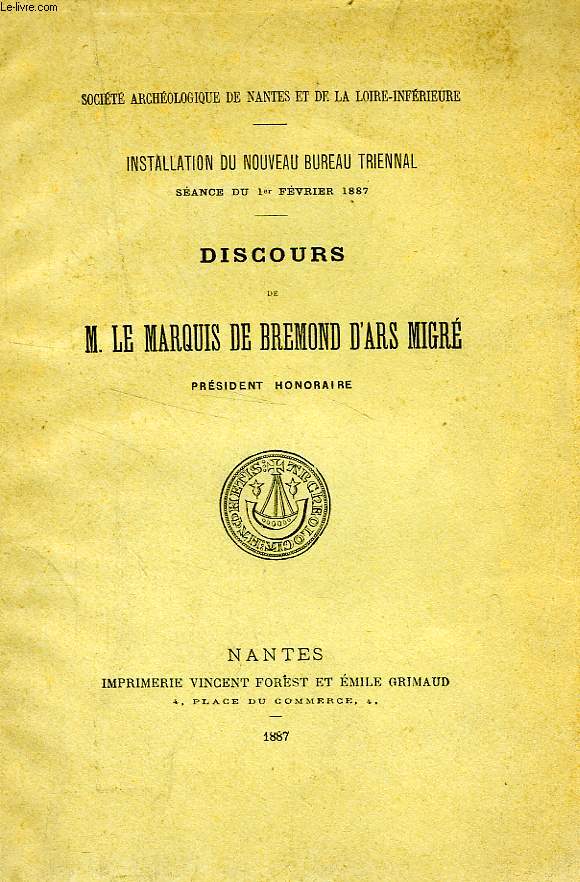 Le-livre.com
SOCIÉTÉ ARCHÉOLOGIQUE DE NANTES ET DE LA LOIRE-INFÉRIEURE
INSTALLATION DU NOUVEAU BUREAU TRIENNAL
SÉANCE DU 1er FÉVRIER 1887
DISCOURS
DE
M. LE MARQUIS DE BREMOND D'ARS MIGRÉ
PRÉSIDENT HONORAIRE
NANTES
IMPRIMERIE VINCENT FOREST ET ÉMILE GRIMAUD
4, PLACE DU COMMERCE, 4.
1887